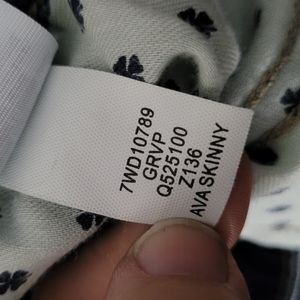 7WD10789
GRVP
Q525100
Z136
AVA SKINNY